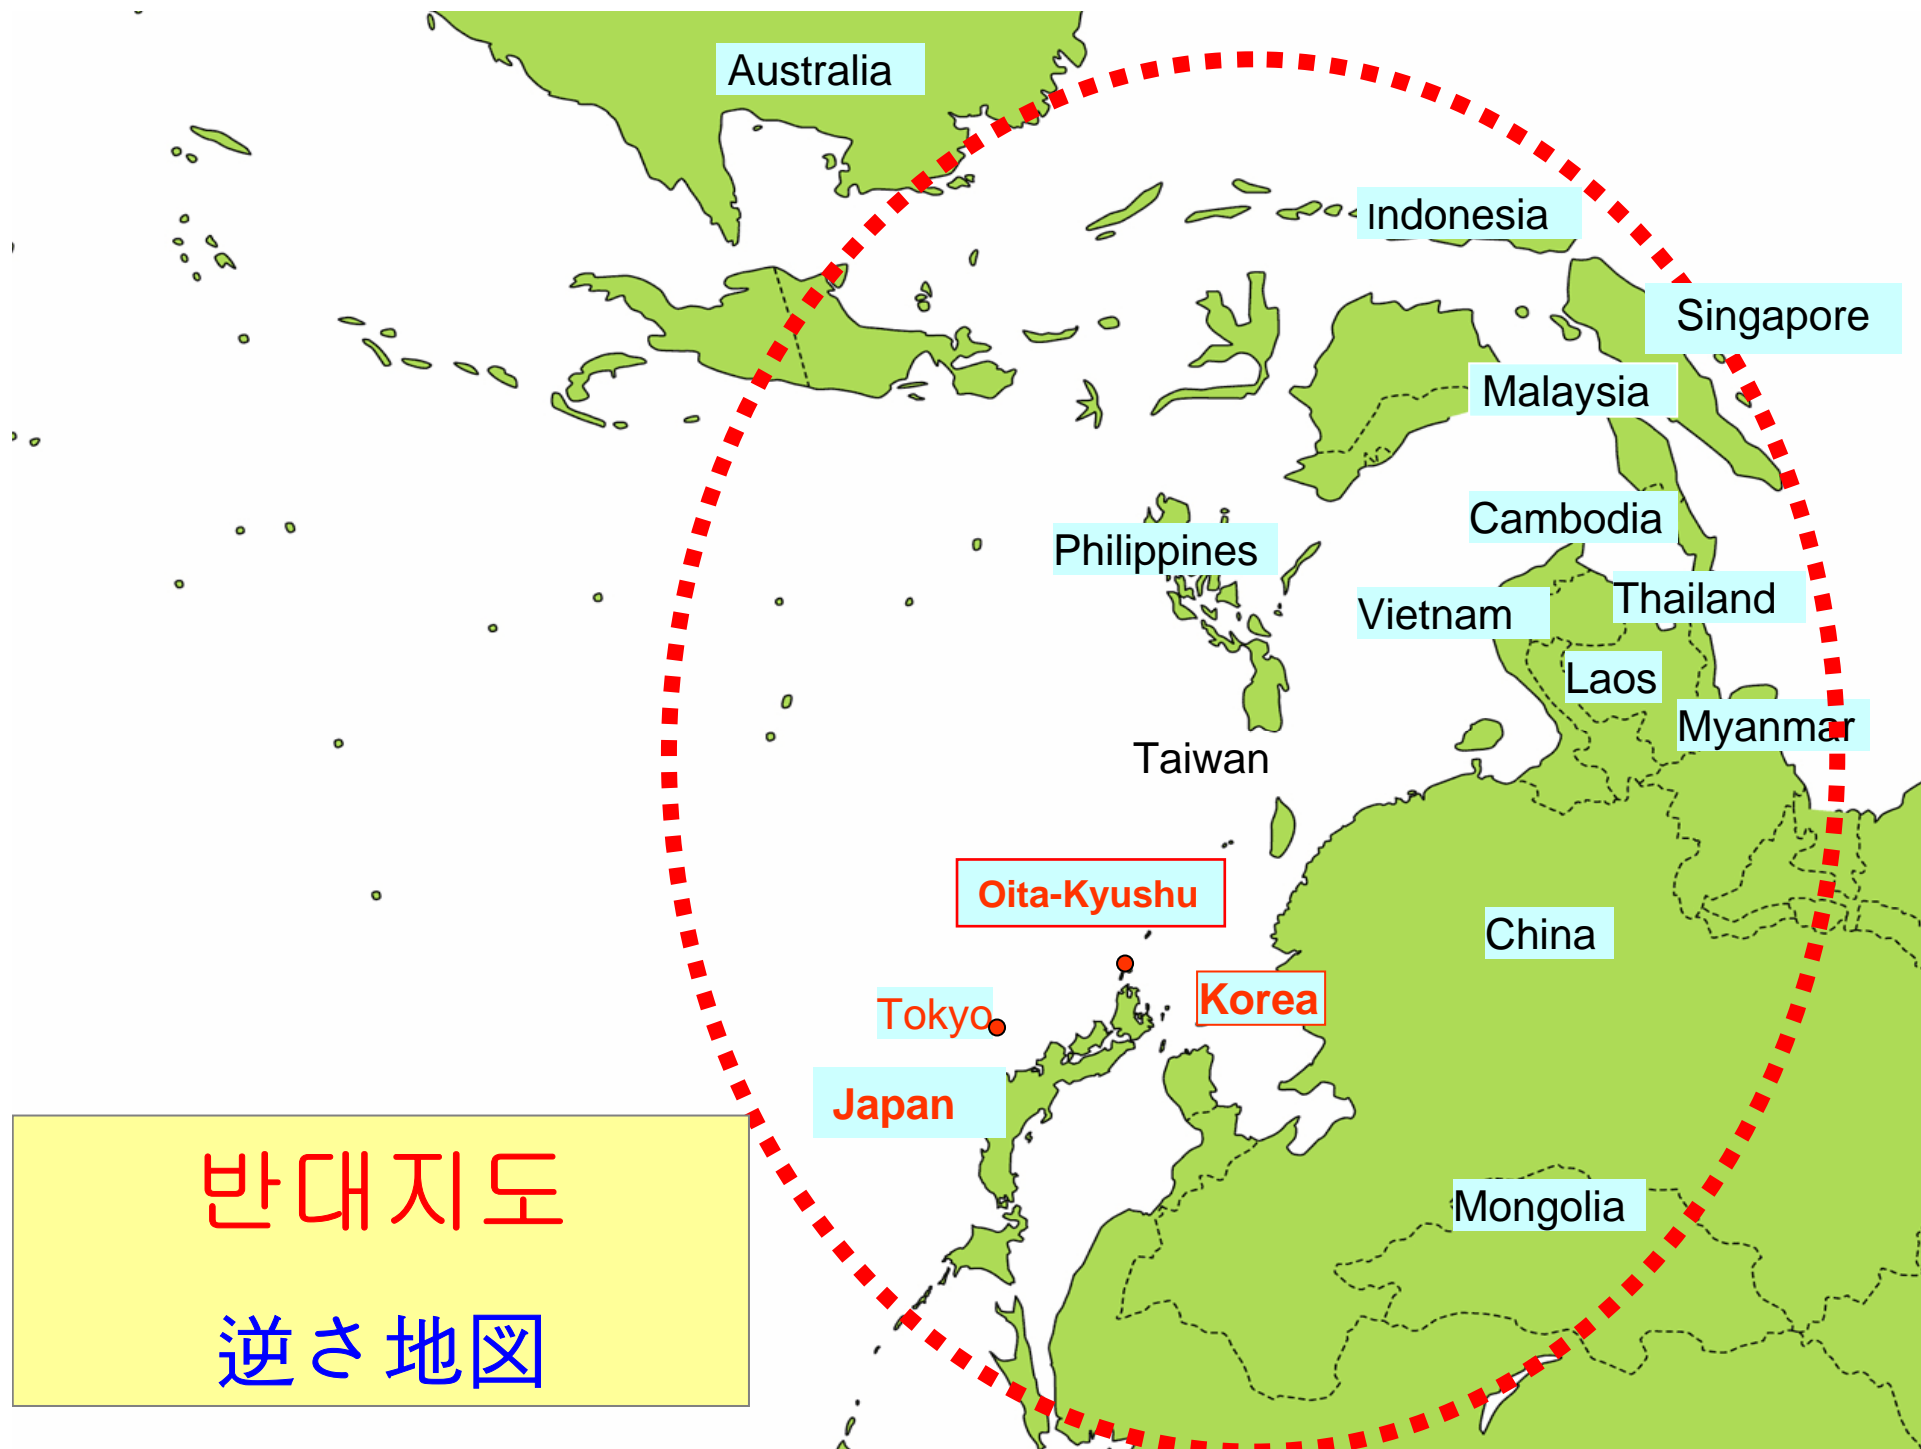 Australia
Indonesia
Singapore
Malaysia
Cambodia
Philippines
Thailand
Vietnam
Laos
Myanmar
Taiwan
Oita-Kyushu
China
Korea
Tokyo
Japan
반대지도
Mongolia
逆さ地図